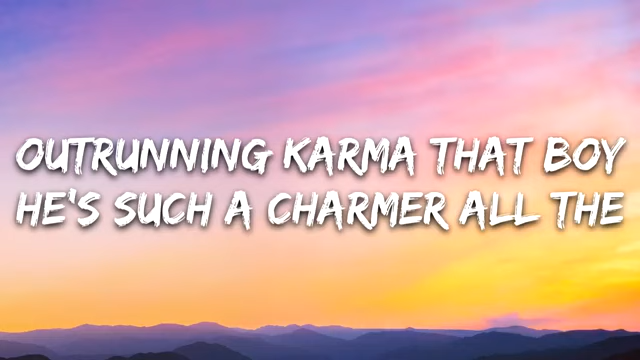 OUTRUNNING KARMA THAT BOY
HE'S SUCH A CHARMER ALL THE